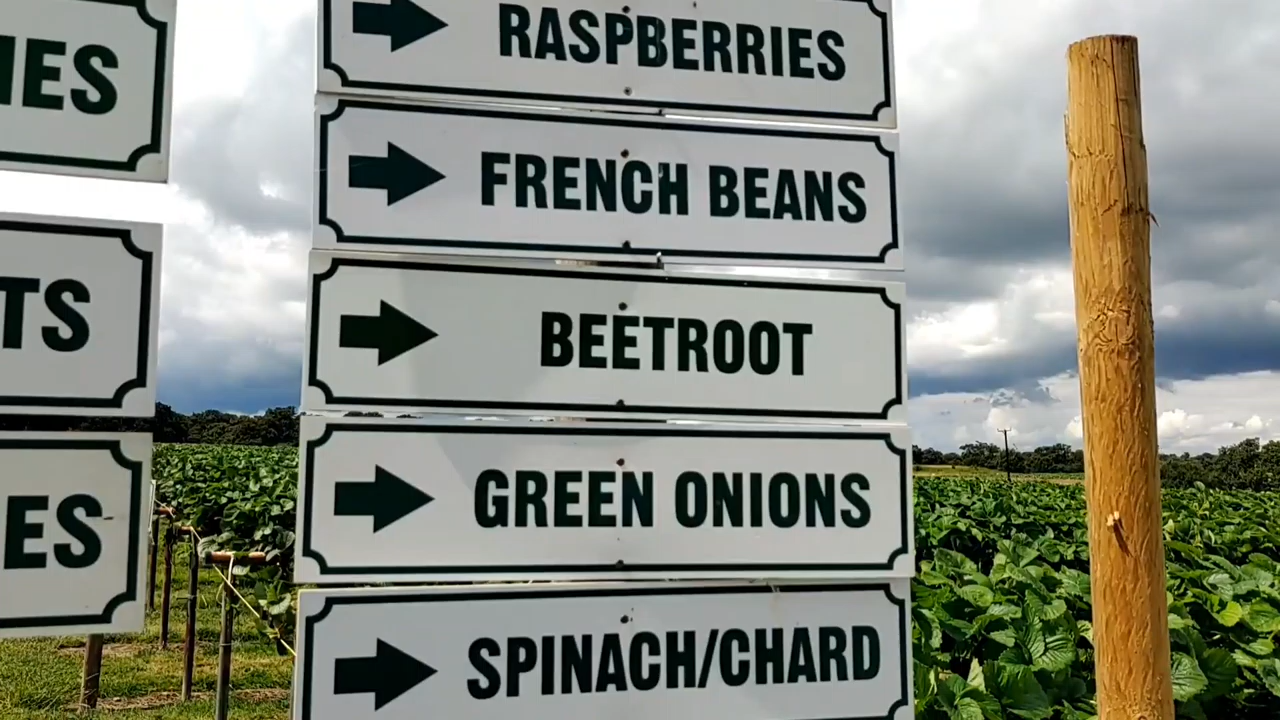 RASPBERRIES
FRENCH BEANS
BEETROOT
GREEN ONIONS
SPINACH/CHARD